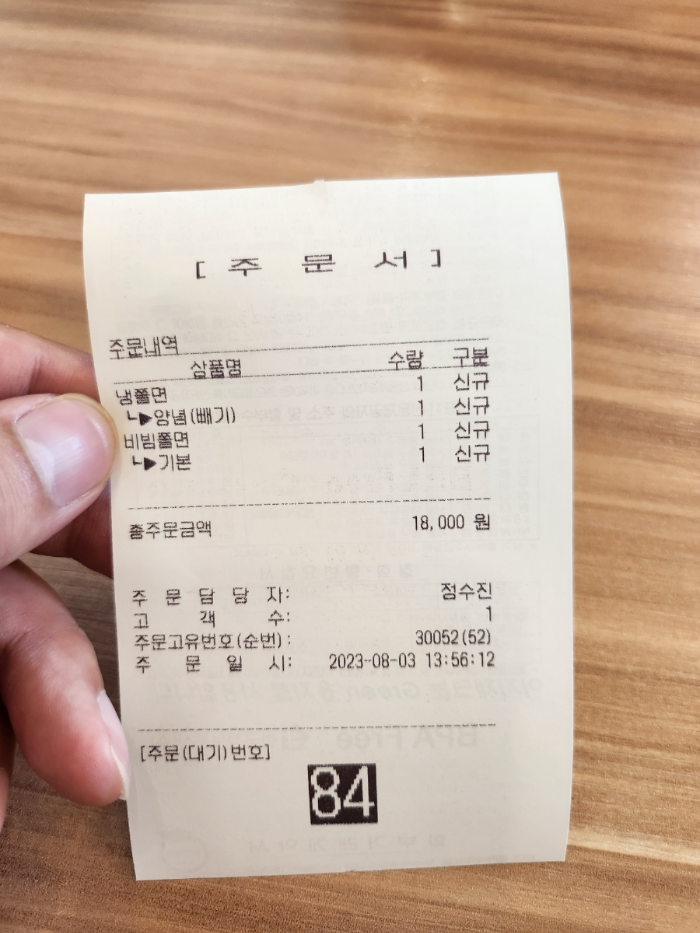 [ 주 문 서 ]
주문내역
상품명 수량 구분
냉쫄면 1 신규
┗▶양념(빼기) 1 신규
비빔쫄면 1 신규
┗▶기본 1 신규
총주문금액 18,000 원
주 문 담 당 자: 정수진
고 객 수: 1
주문고유번호(순번): 30052(52)
주 문 일 시: 2023-08-03 13:56:12
[주문(대기)번호]
84